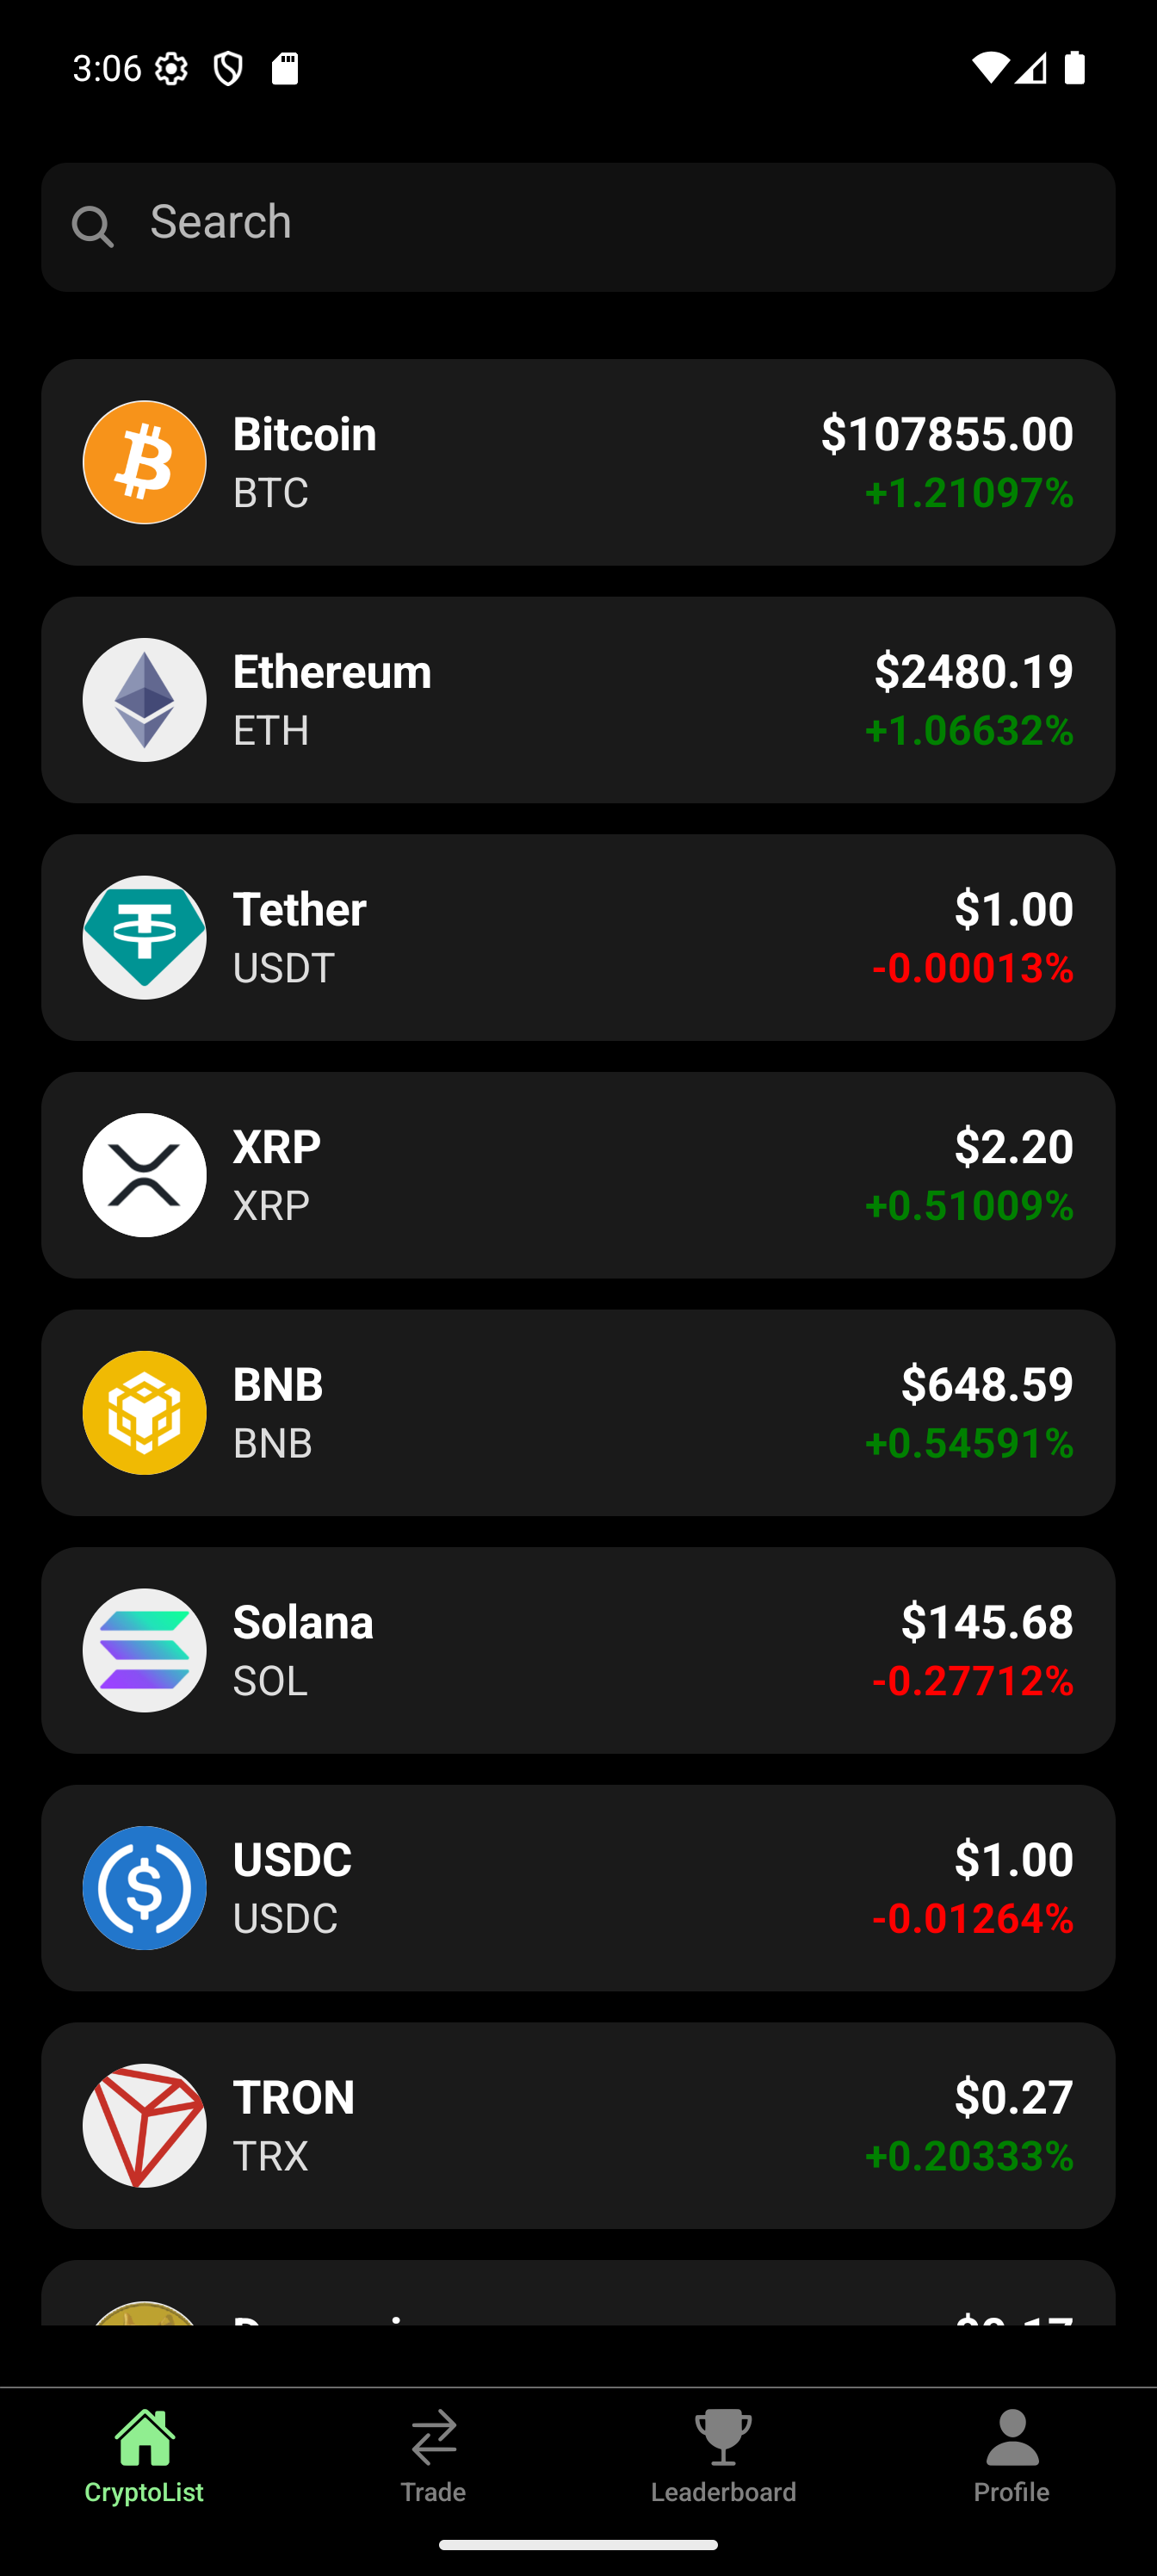 3:06
Search
Bitcoin $107855.00
BTC +1.21097%
Ethereum $2480.19
ETH +1.06632%
Tether $1.00
USDT -0.00013%
XRP $2.20
XRP +0.51009%
BNB $648.59
BNB +0.54591%
Solana $145.68
SOL -0.27712%
USDC $1.00
USDC -0.01264%
TRON $0.27
TRX +0.20333%
CryptoList Trade Leaderboard Profile